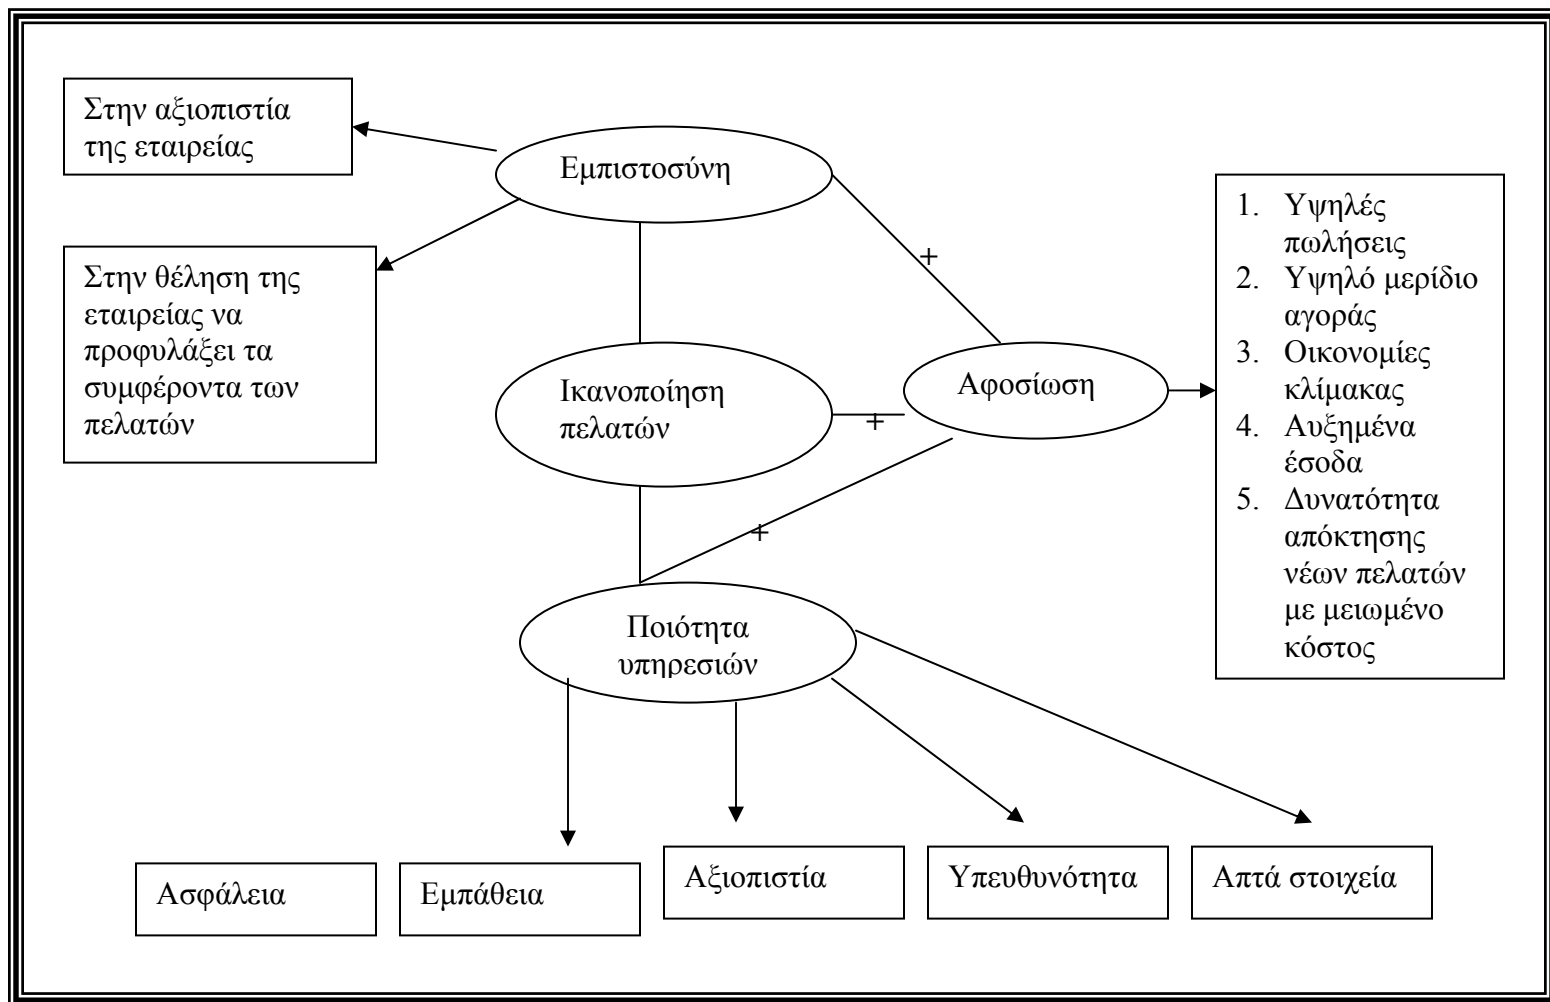 Στην αξιοπιστία
της εταιρείας
Εμπιστοσύνη
Στην θέληση της
εταιρείας να
προφυλάξει τα
συμφέροντα των
πελατών
+
Ικανοποίηση
πελατών
+
Αφοσίωση
1. Υψηλές
πωλήσεις
2. Υψηλό μερίδιο
αγοράς
3. Οικονομίες
κλίμακας
4. Αυξημένα
έσοδα
5. Δυνατότητα
απόκτησης
νέων πελατών
με μειωμένο
κόστος
+
Ποιότητα
υπηρεσιών
Ασφάλεια
Εμπάθεια
Αξιοπιστία
Υπευθυνότητα
Απτά στοιχεία